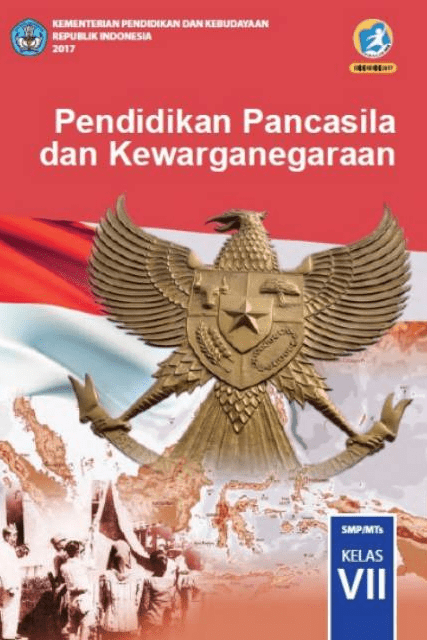 KEMENTERIAN PENDIDIKAN DAN KEBUDAYAAN
REPUBLIK INDONESIA
2017
Pendidikan Pancasila
dan Kewarganegaraan
SMP/MTs
KELAS
VII